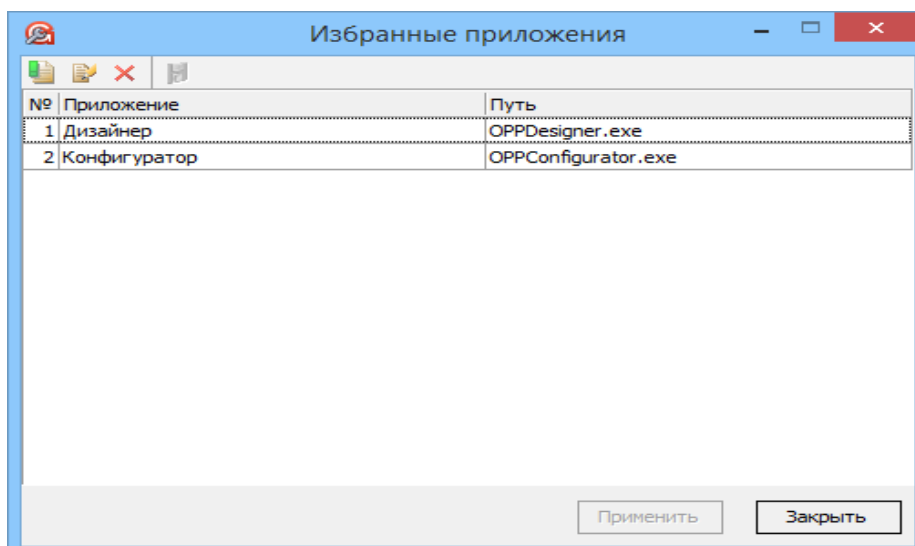 Избранные приложения
№ Приложение Путь
1 Дизайнер OPPDesigner.exe
2 Конфигуратор OPPConfigurator.exe
Применить Закрыть